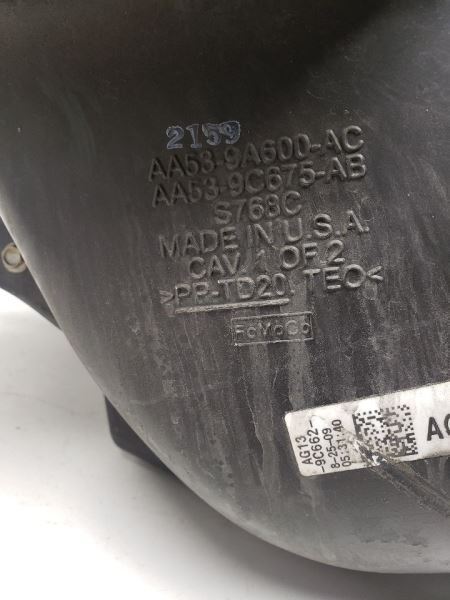 2159
AA53-9A600-AC
AA53-9C675-AB
S768C
MADE IN U.S.A.
CAV 1 OF 2
>PP-TD20, TEO<
FoMoCo
AG13
-9C662-
8-25-09
05:31:40